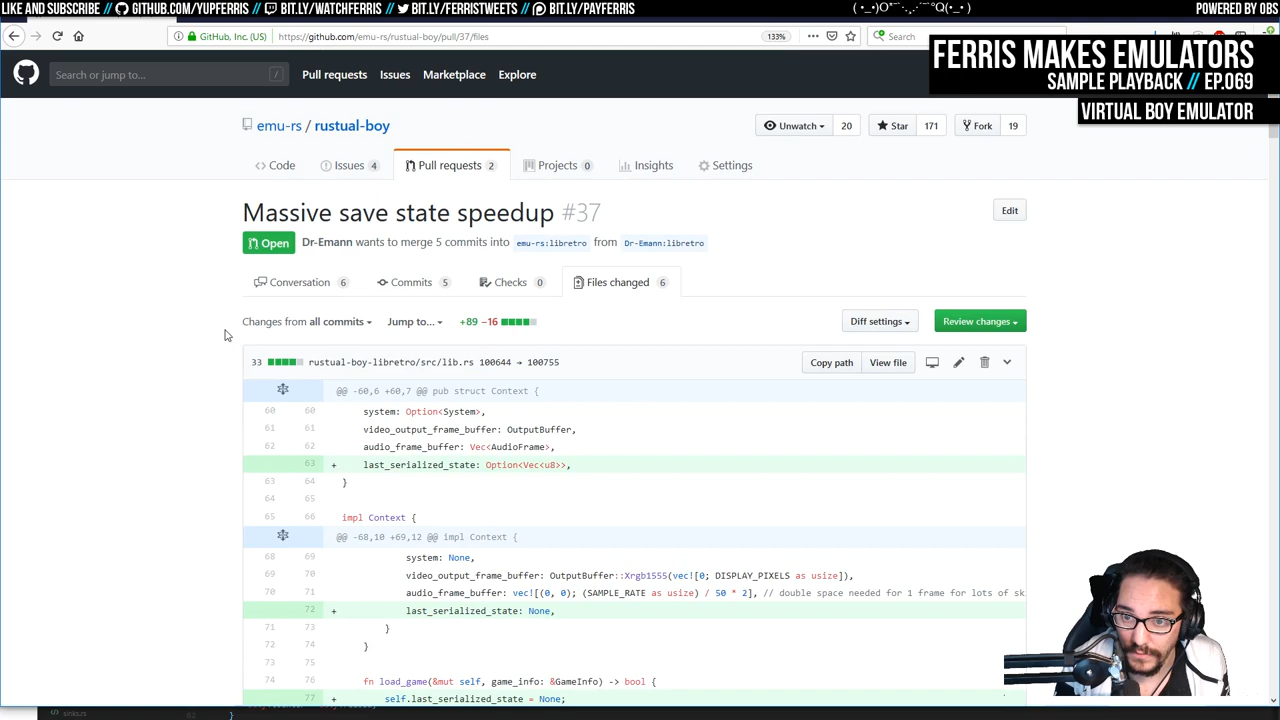 LIKE AND SUBSCRIBE // GITHUB.COM/YUPFERRIS // BIT.LY/WATCHFERRIS // BIT.LY/FERRISTWEETS // BIT.LY/PAYFERRIS
POWERED BY OBS
GitHub, Inc. (US) https://github.com/emu-rs/rustual-boy/pull/37/files 133% Search
FERRIS MAKES EMULATORS
SAMPLE PLAYBACK // EP.069
VIRTUAL BOY EMULATOR
Search or jump to... / Pull requests Issues Marketplace Explore
emu-rs / rustual-boy Unwatch 20 Star 171 Fork 19
Code Issues 4 Pull requests 2 Projects 0 Insights Settings
Massive save state speedup #37 Edit
Open Dr-Emann wants to merge 5 commits into emu-rs:libretro from Dr-Emann:libretro
Conversation 6 Commits 5 Checks 0 Files changed 6
Changes from all commits Jump to... +89 −16 Diff settings Review changes
33 rustual-boy-libretro/src/lib.rs 100644 → 100755 Copy path View file
@@ -60,6 +60,7 @@ pub struct Context {
60 60 system: Option<System>,
61 61 video_output_frame_buffer: OutputBuffer,
62 62 audio_frame_buffer: Vec<AudioFrame>,
63 + last_serialized_state: Option<Vec<u8>>,
63 64 }
64 65
65 66 impl Context {
@@ -68,10 +69,12 @@ impl Context {
68 69 system: None,
69 70 video_output_frame_buffer: OutputBuffer::Xrgb1555(vec![0; DISPLAY_PIXELS as usize]),
70 71 audio_frame_buffer: vec![(0, 0); (SAMPLE_RATE as usize) / 50 * 2], // double space needed for 1 frame for lots of sk
72 + last_serialized_state: None,
71 73 }
72 74 }
73 75
74 76 fn load_game(&mut self, game_info: &GameInfo) -> bool {
77 + self.last_serialized_state = None;
sinks.rs 62 }